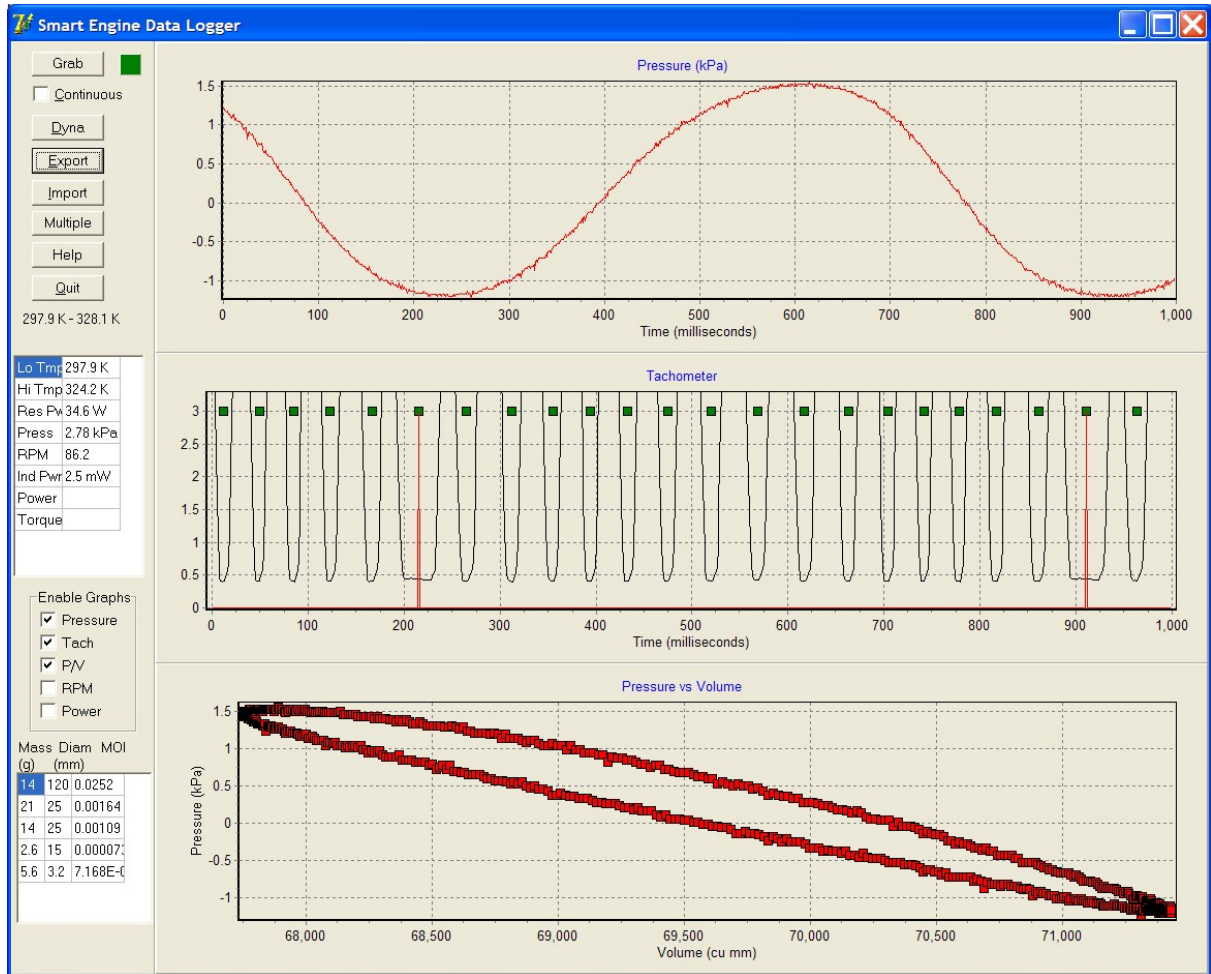 Smart Engine Data Logger
Grab
Continuous
Dyna
Export
Import
Multiple
Help
Quit
297.9 K - 328.1 K
Lo Tmp 297.9 K
Hi Tmp 324.2 K
Res Pw 34.6 W
Press 2.78 kPa
RPM 86.2
Ind Pwr 2.5 mW
Power
Torque
Enable Graphs
Pressure
Tach
P/V
RPM
Power
Mass Diam MOI
(g) (mm)
14 120 0.0252
21 25 0.00164
14 25 0.00109
2.6 15 0.000073
5.6 3.2 7.168E-0
Pressure (kPa)
1.5
1
0.5
0
-0.5
-1
0 100 200 300 400 500 600 700 800 900 1,000
Time (milliseconds)
Tachometer
3
2.5
2
1.5
1
0.5
0
0 100 200 300 400 500 600 700 800 900 1,000
Time (milliseconds)
Pressure vs Volume
Pressure (kPa)
1.5
1
0.5
0
-0.5
-1
68,000 68,500 69,000 69,500 70,000 70,500 71,000
Volume (cu mm)